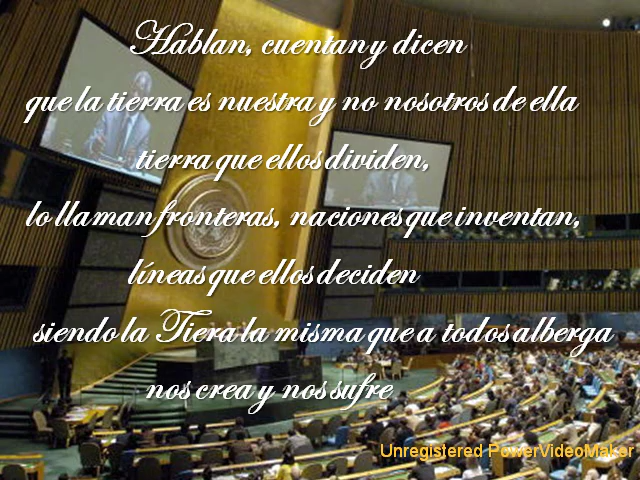 Hablan, cuentan y dicen
que la tierra es nuestra y no nosotros de ella
tierra que ellos dividen,
lo llaman fronteras, naciones que inventan,
líneas que ellos deciden
siendo la Tiera la misma que a todos alberga
nos crea y nos sufre
Unregistered PowerVideoMaker